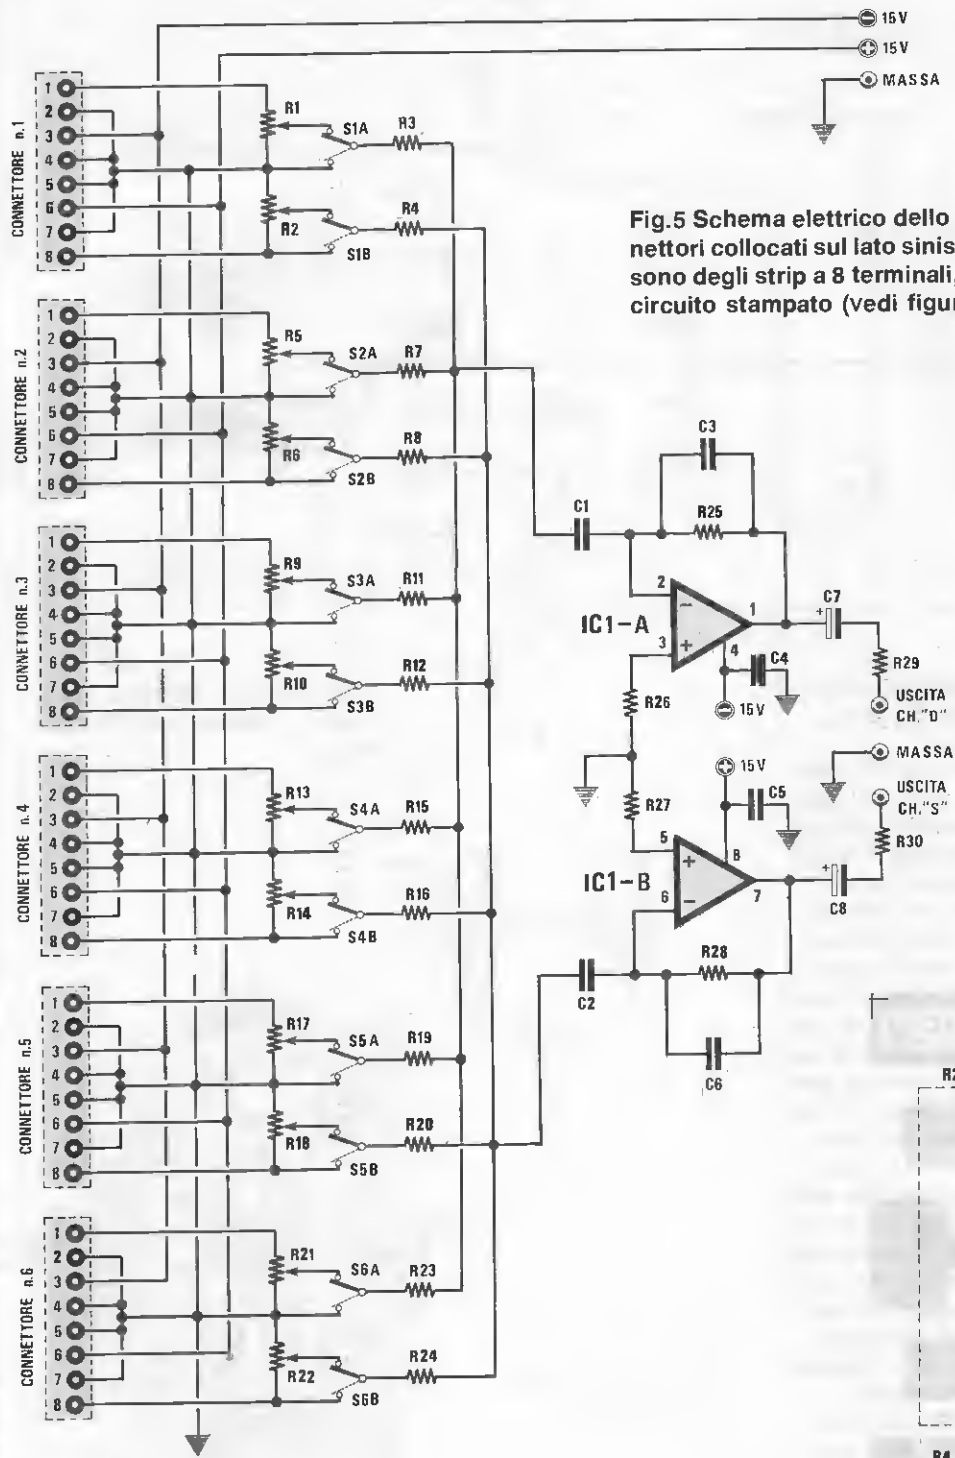 15V
15V
MASSA
Fig.5 Schema elettrico dello
nettori collocati sul lato sinis
sono degli strip a 8 terminali,
circuito stampato (vedi figur
CONNETTORE n.1
1
2
3
4
5
6
7
8
R1
R2
S1A
S1B
R3
R4
CONNETTORE n.2
1
2
3
4
5
6
7
8
R5
R6
S2A
S2B
R7
R8
CONNETTORE n.3
1
2
3
4
5
6
7
8
R9
R10
S3A
S3B
R11
R12
CONNETTORE n.4
1
2
3
4
5
6
7
8
R13
R14
S4A
S4B
R15
R16
CONNETTORE n.5
1
2
3
4
5
6
7
8
R17
R18
S5A
S5B
R19
R20
CONNETTORE n.6
1
2
3
4
5
6
7
8
R21
R22
S6A
S6B
R23
R24
C1
C3
R25
2
−
IC1-A
3
+
1
4
C4
15V
C7
+
R29
USCITA
CH."D"
R26
MASSA
R27
15V
C5
USCITA
CH."S"
R30
5
+
IC1-B
6
−
8
7
C8
+
R28
C2
C6
R2
R4